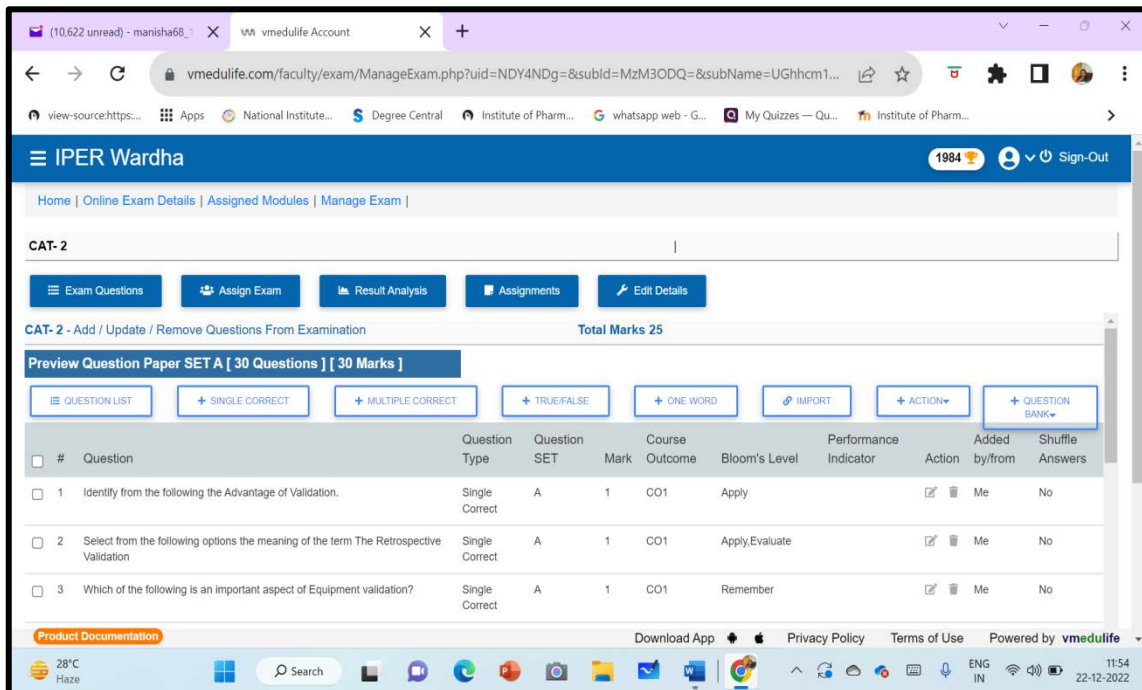 (10,622 unread) - manisha68_1
vmedulife Account
vmedulife.com/faculty/exam/ManageExam.php?uid=NDY4NDg=&subId=MzM3ODQ=&subName=UGhhcm1...
view-source:https:...
Apps
National Institute...
Degree Central
Institute of Pharm...
whatsapp web - G...
My Quizzes — Qu...
Institute of Pharm...
IPER Wardha
1984
Sign-Out
Home | Online Exam Details | Assigned Modules | Manage Exam |
CAT- 2 |
Exam Questions
Assign Exam
Result Analysis
Assignments
Edit Details
CAT- 2 - Add / Update / Remove Questions From Examination Total Marks 25
Preview Question Paper SET A [ 30 Questions ] [ 30 Marks ]
QUESTION LIST
+ SINGLE CORRECT
+ MULTIPLE CORRECT
+ TRUE/FALSE
+ ONE WORD
IMPORT
+ ACTION
+ QUESTION
BANK
Question Question Course Performance Added Shuffle
# Question Type SET Mark Outcome Bloom's Level Indicator Action by/from Answers
1 Identify from the following the Advantage of Validation. Single A 1 CO1 Apply Me No
Correct
2 Select from the following options the meaning of the term The Retrospective Single A 1 CO1 Apply,Evaluate Me No
Validation Correct
3 Which of the following is an important aspect of Equipment validation? Single A 1 CO1 Remember Me No
Correct
Product Documentation
Download App Privacy Policy Terms of Use Powered by vmedulife
28°C
Haze
Search
ENG
IN
11:54
22-12-2022